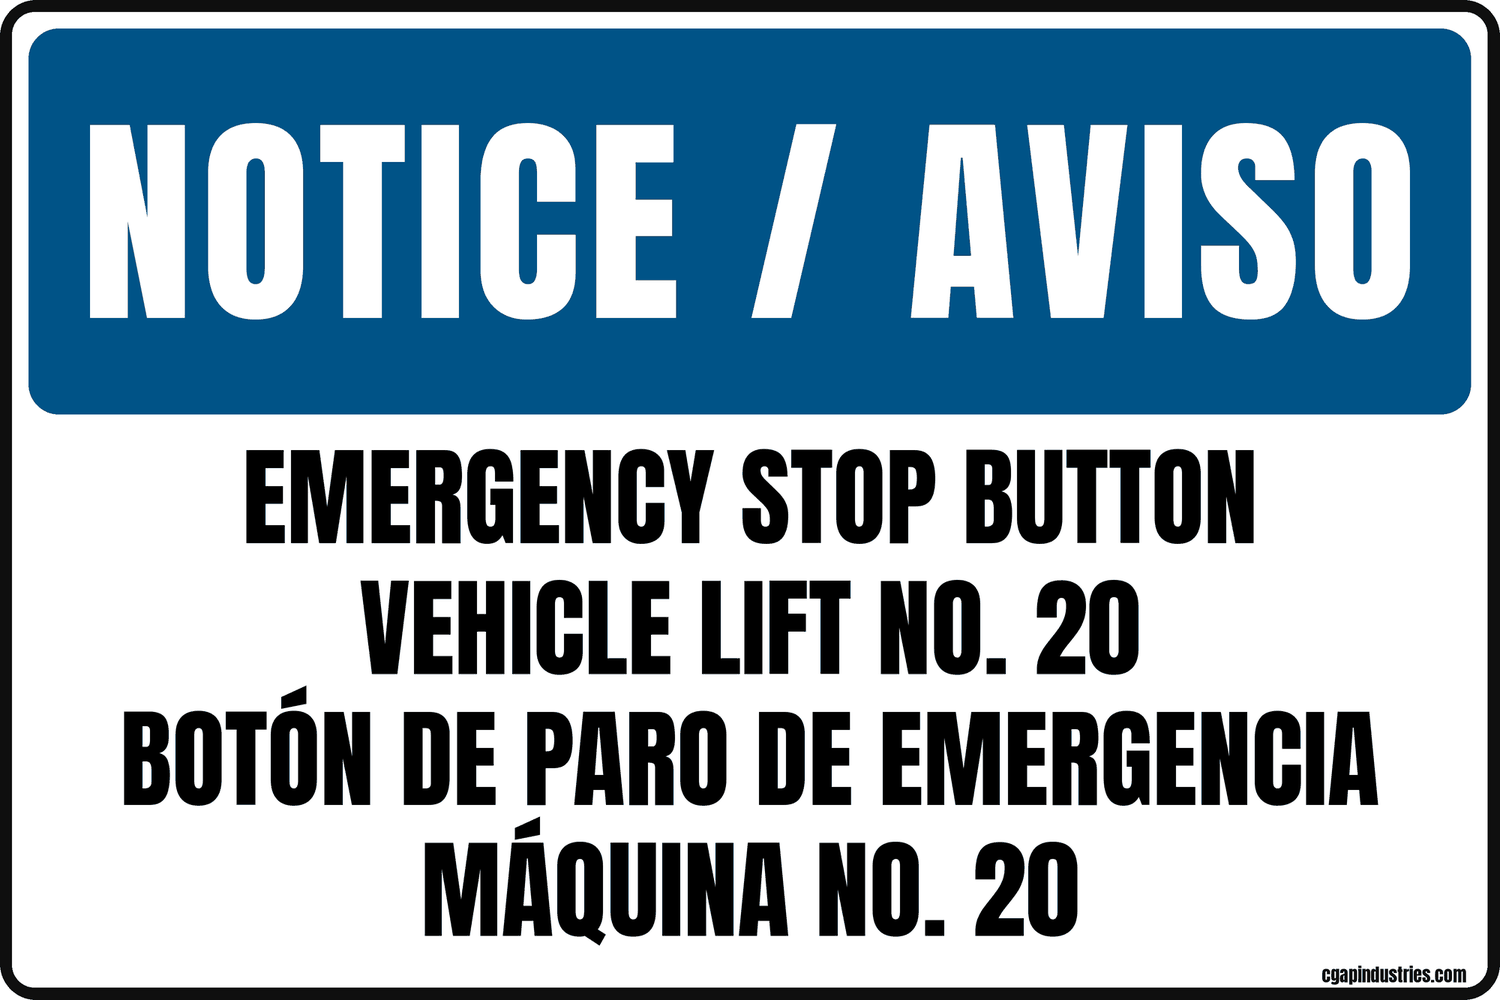 NOTICE / AVISO
EMERGENCY STOP BUTTON
VEHICLE LIFT NO. 20
BOTÓN DE PARO DE EMERGENCIA
MÁQUINA NO. 20
cgapindustries.com